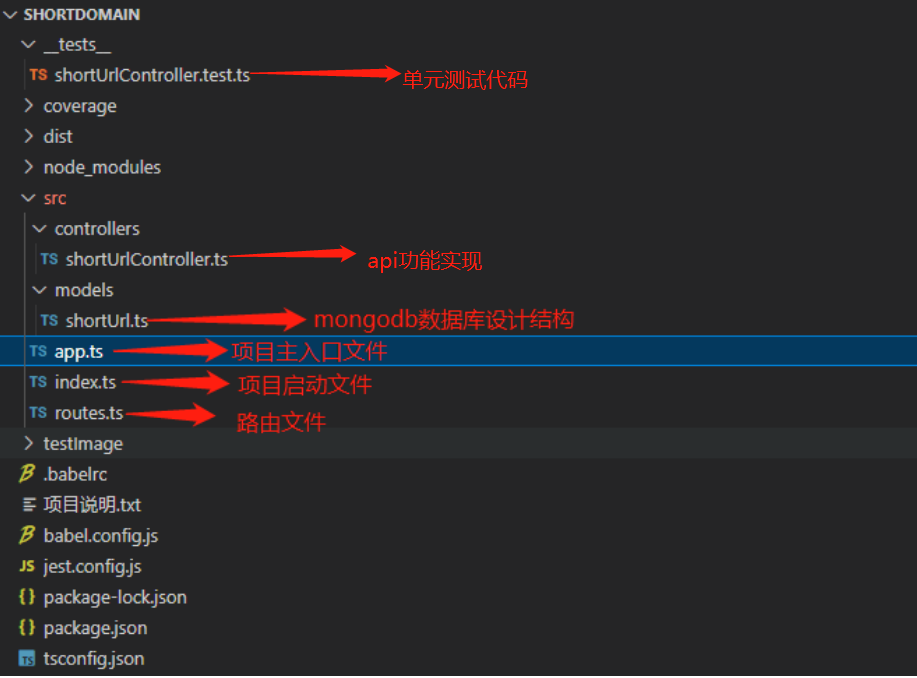 SHORTDOMAIN
__tests__
TS shortUrlController.test.ts 单元测试代码
coverage
dist
node_modules
src
controllers
TS shortUrlController.ts api功能实现
models
TS shortUrl.ts mongodb数据库设计结构
TS app.ts 项目主入口文件
TS index.ts 项目启动文件
TS routes.ts 路由文件
testImage
.babelrc
项目说明.txt
babel.config.js
JS jest.config.js
{} package-lock.json
{} package.json
TS tsconfig.json